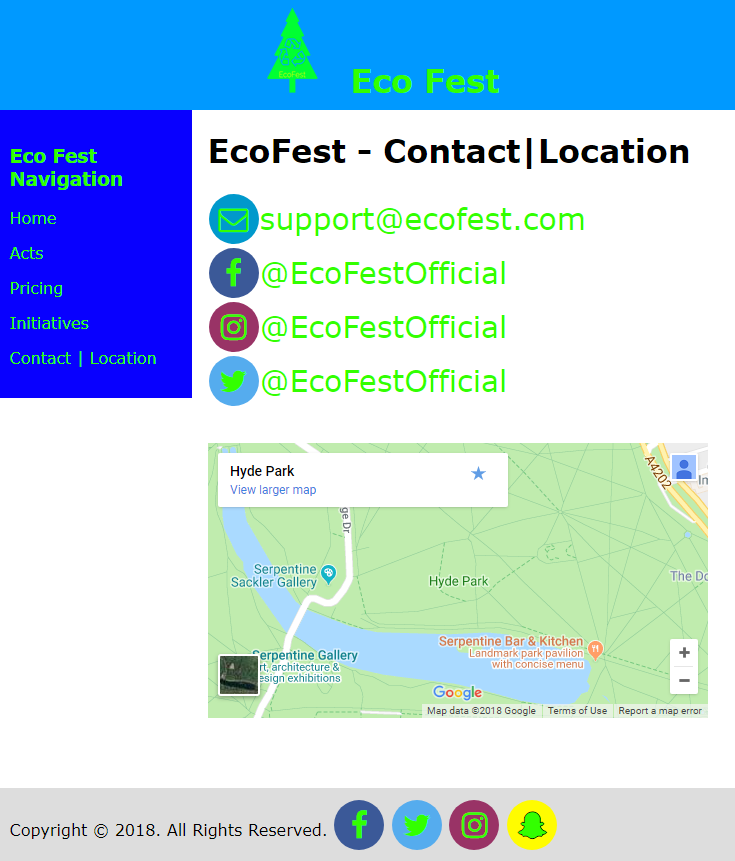 EcoFest
Eco Fest
Eco Fest
Navigation
Home
Acts
Pricing
Initiatives
Contact | Location
EcoFest - Contact|Location
support@ecofest.com
@EcoFestOfficial
@EcoFestOfficial
@EcoFestOfficial
Hyde Park
View larger map
A4202
Im
ge Dr
Serpentine
Sackler Gallery
Hyde Park
The Do
Serpentine Bar & Kitchen
Landmark park pavilion
with concise menu
Serpentine Gallery
rt, architecture &
esign exhibitions
Google
Map data ©2018 Google Terms of Use Report a map error
Copyright © 2018. All Rights Reserved.